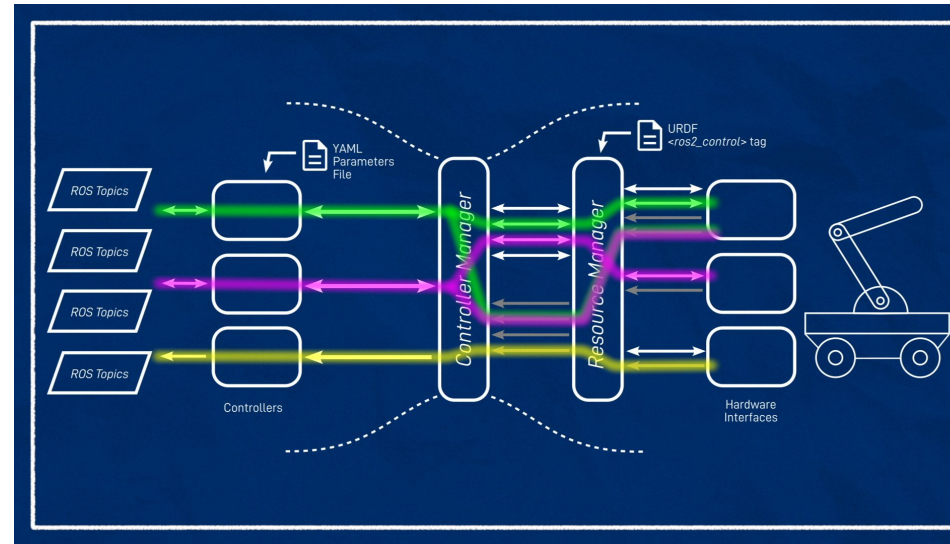 YAML
Parameters
File
URDF
<ros2_control> tag
ROS Topics
ROS Topics
ROS Topics
ROS Topics
Controller Manager
Resource Manager
Controllers
Hardware
Interfaces